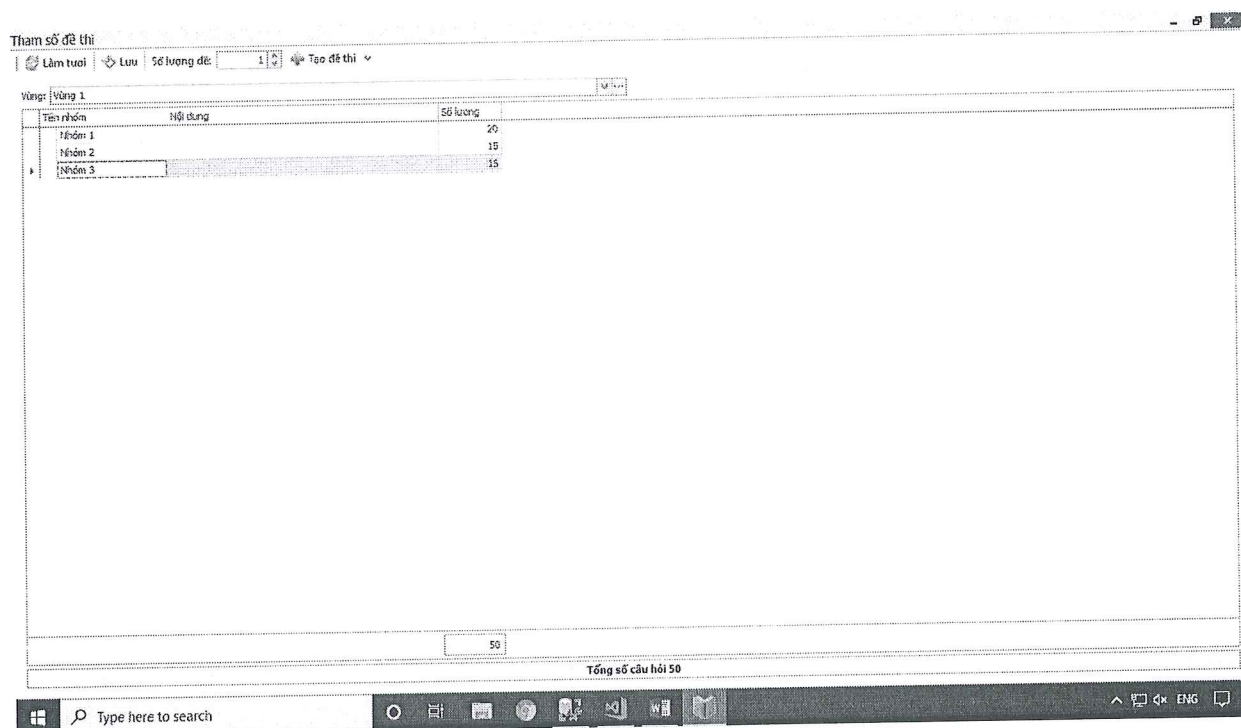 Tham số đề thi
Làm tươi Lưu Số lượng đề: 1 Tạo đề thi
Vùng: Vùng 1
Tên nhóm Nội dung Số lượng
Nhóm 1 20
Nhóm 2 15
Nhóm 3 15
50
Tổng số câu hỏi 50
Type here to search ENG